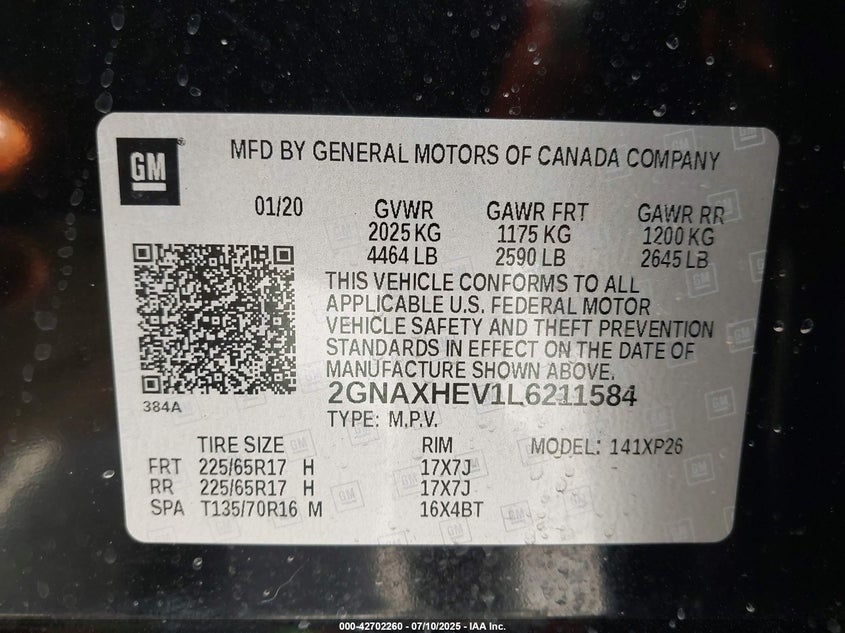 GM
MFD BY GENERAL MOTORS OF CANADA COMPANY
01/20 GVWR GAWR FRT GAWR RR
2025 KG 1175 KG 1200 KG
4464 LB 2590 LB 2645 LB
THIS VEHICLE CONFORMS TO ALL
APPLICABLE U.S. FEDERAL MOTOR
VEHICLE SAFETY AND THEFT PREVENTION
STANDARDS IN EFFECT ON THE DATE OF
MANUFACTURE SHOWN ABOVE.
2GNAXHEV1L6211584
384A
TYPE: M.P.V.
TIRE SIZE RIM MODEL: 141XP26
FRT 225/65R17 H 17X7J
RR 225/65R17 H 17X7J
SPA T135/70R16 M 16X4BT
000-42702260 - 07/10/2025 - IAA Inc.